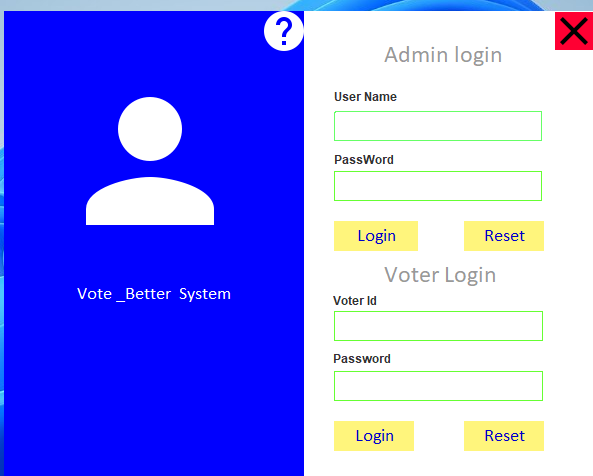 ?
Admin login
User Name
PassWord
Login Reset
Vote _Better System
Voter Login
Voter Id
Password
Login Reset